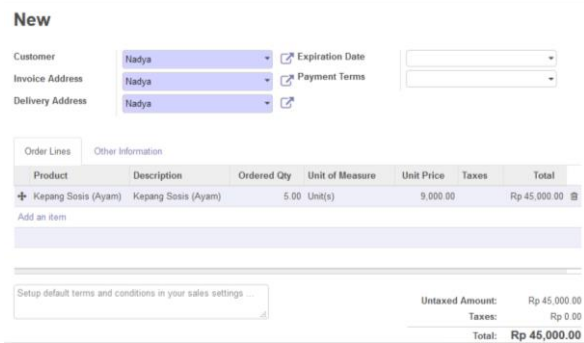 New
Customer Nadya Expiration Date
Invoice Address Nadya Payment Terms
Delivery Address Nadya
Order Lines Other Information
Product Description Ordered Qty Unit of Measure Unit Price Taxes Total
Kepang Sosis (Ayam) Kepang Sosis (Ayam) 5.00 Unit(s) 9,000.00 Rp 45,000.00
Add an item
Setup default terms and conditions in your sales settings ...
Untaxed Amount: Rp 45,000.00
Taxes: Rp 0.00
Total: Rp 45,000.00